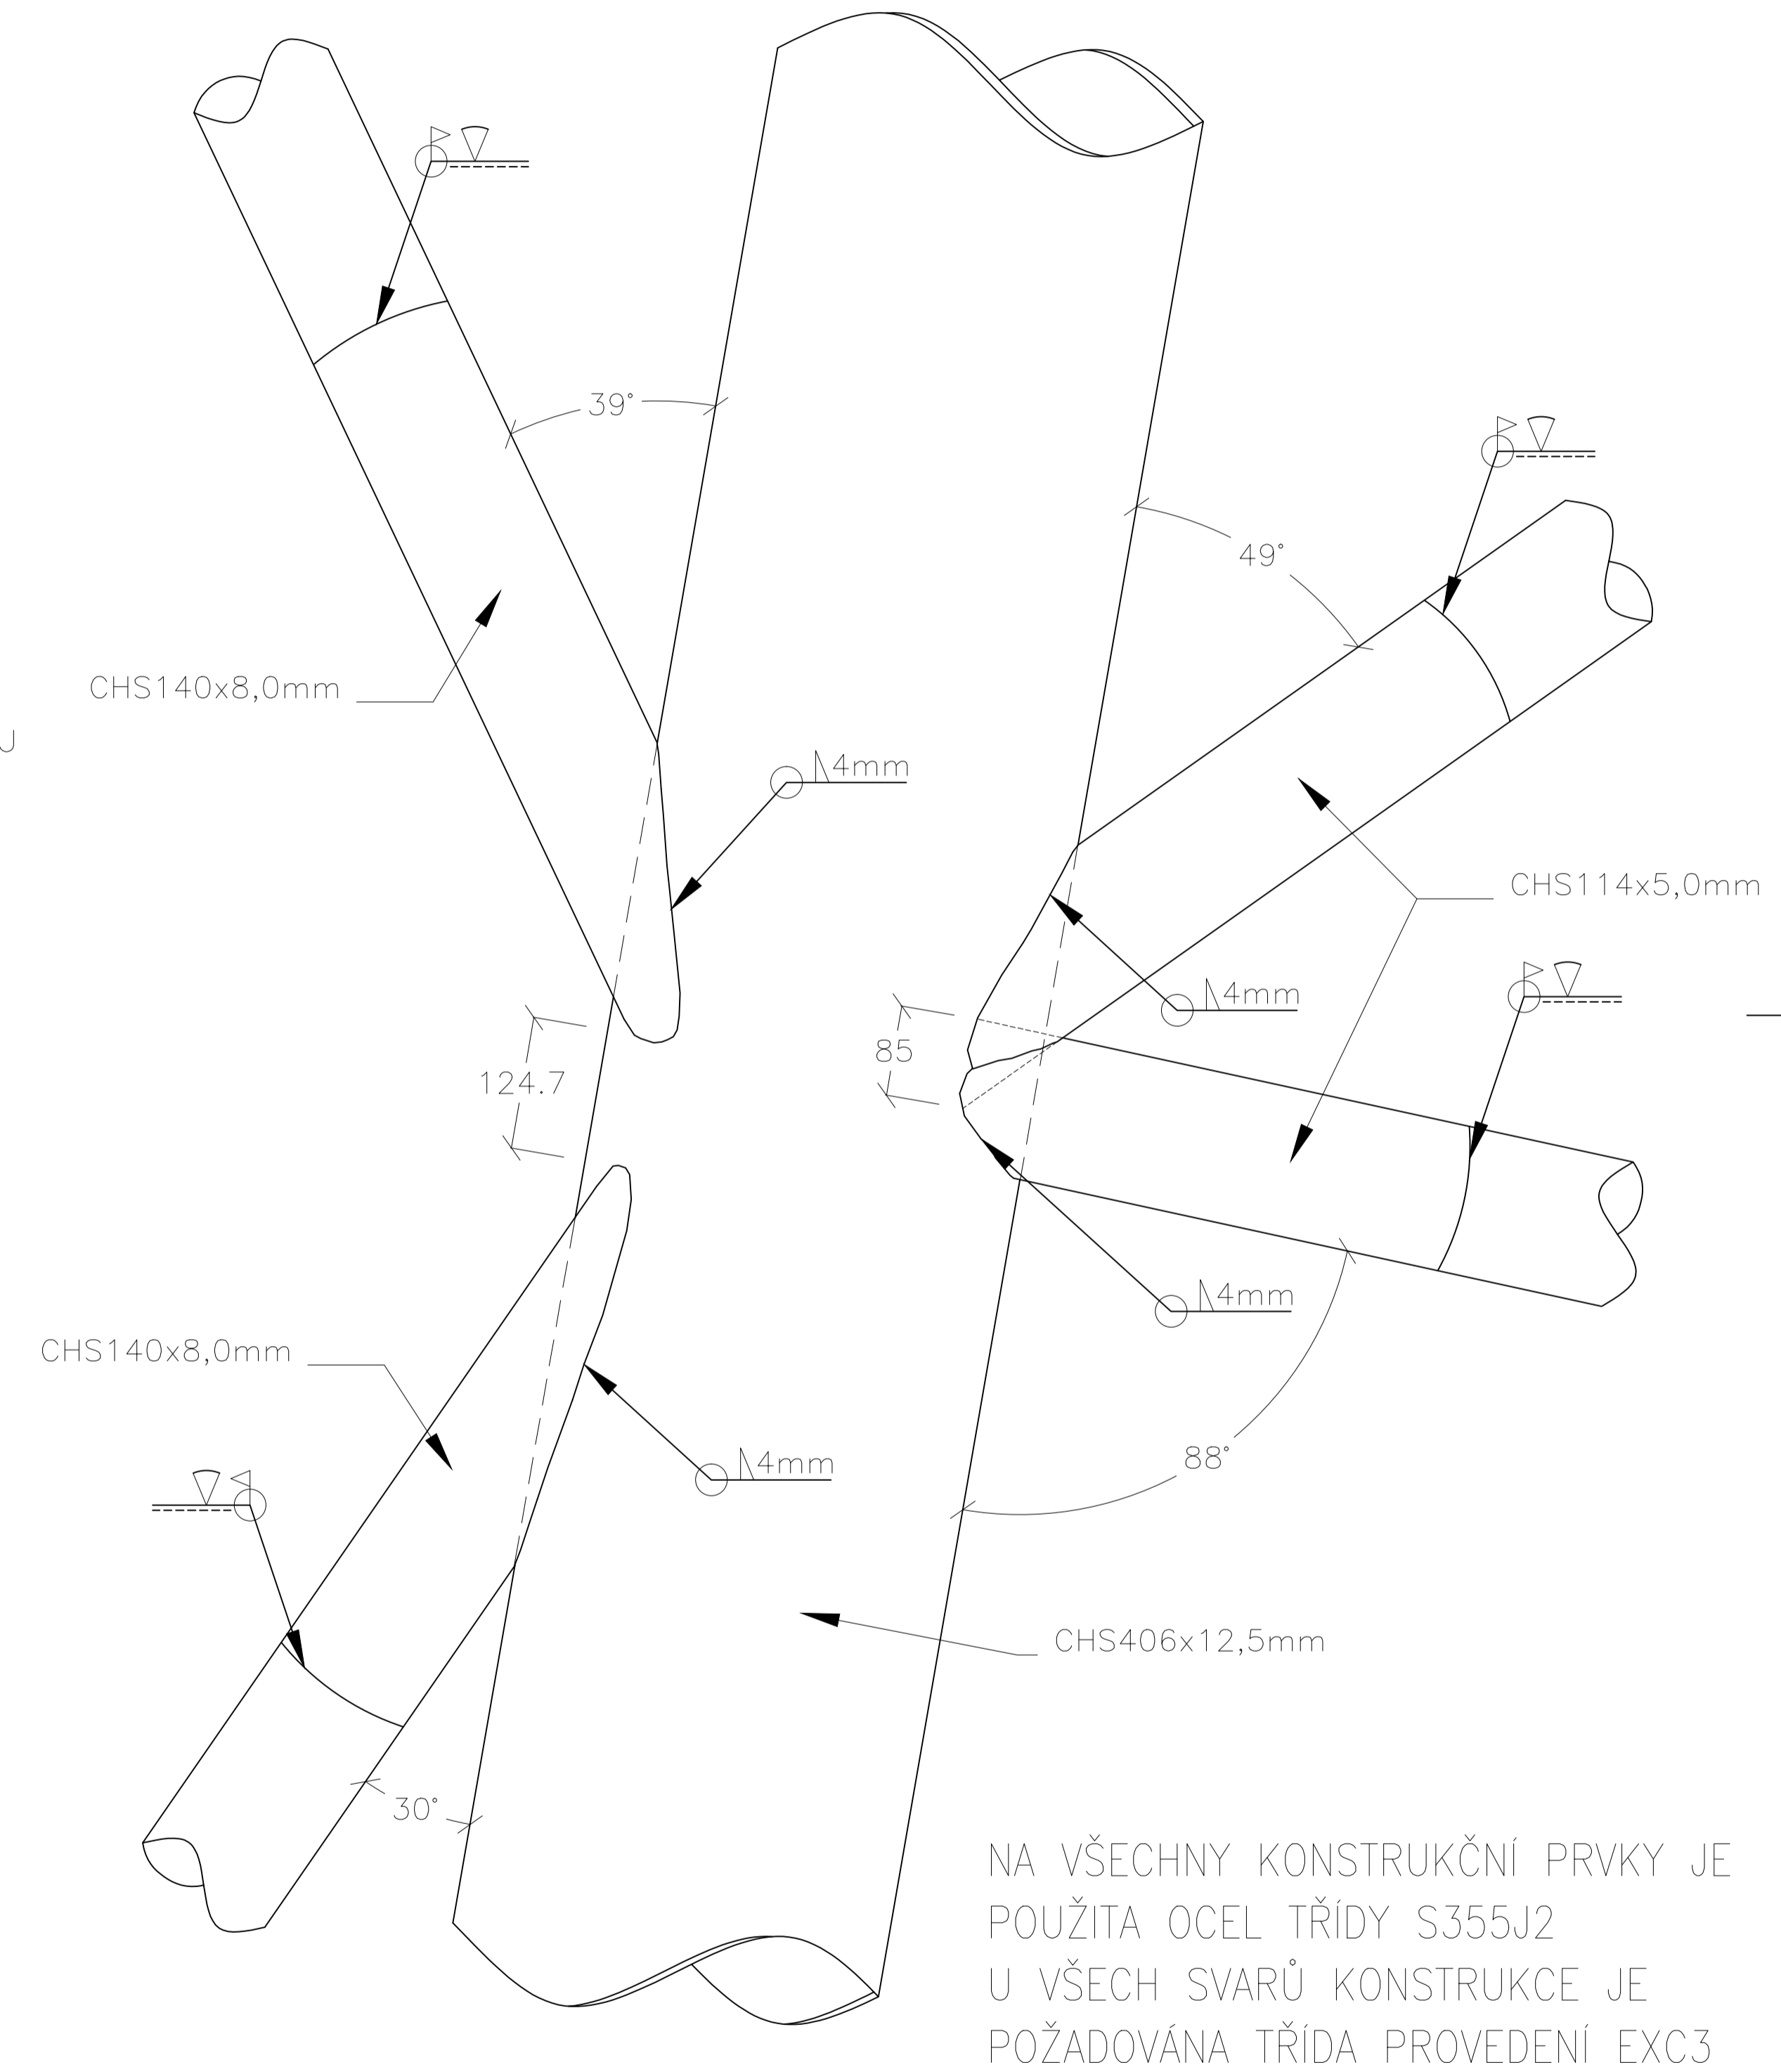 39°
49°
CHS140x8,0mm
U
4mm
CHS114x5,0mm
4mm
85
124.7
4mm
CHS140x8,0mm
88°
4mm
CHS406x12,5mm
30°
NA VŠECHNY KONSTRUKČNÍ PRVKY JE
POUŽITA OCEL TŘÍDY S355J2
U VŠECH SVARŮ KONSTRUKCE JE
POŽADOVÁNA TŘÍDA PROVEDENÍ EXC3